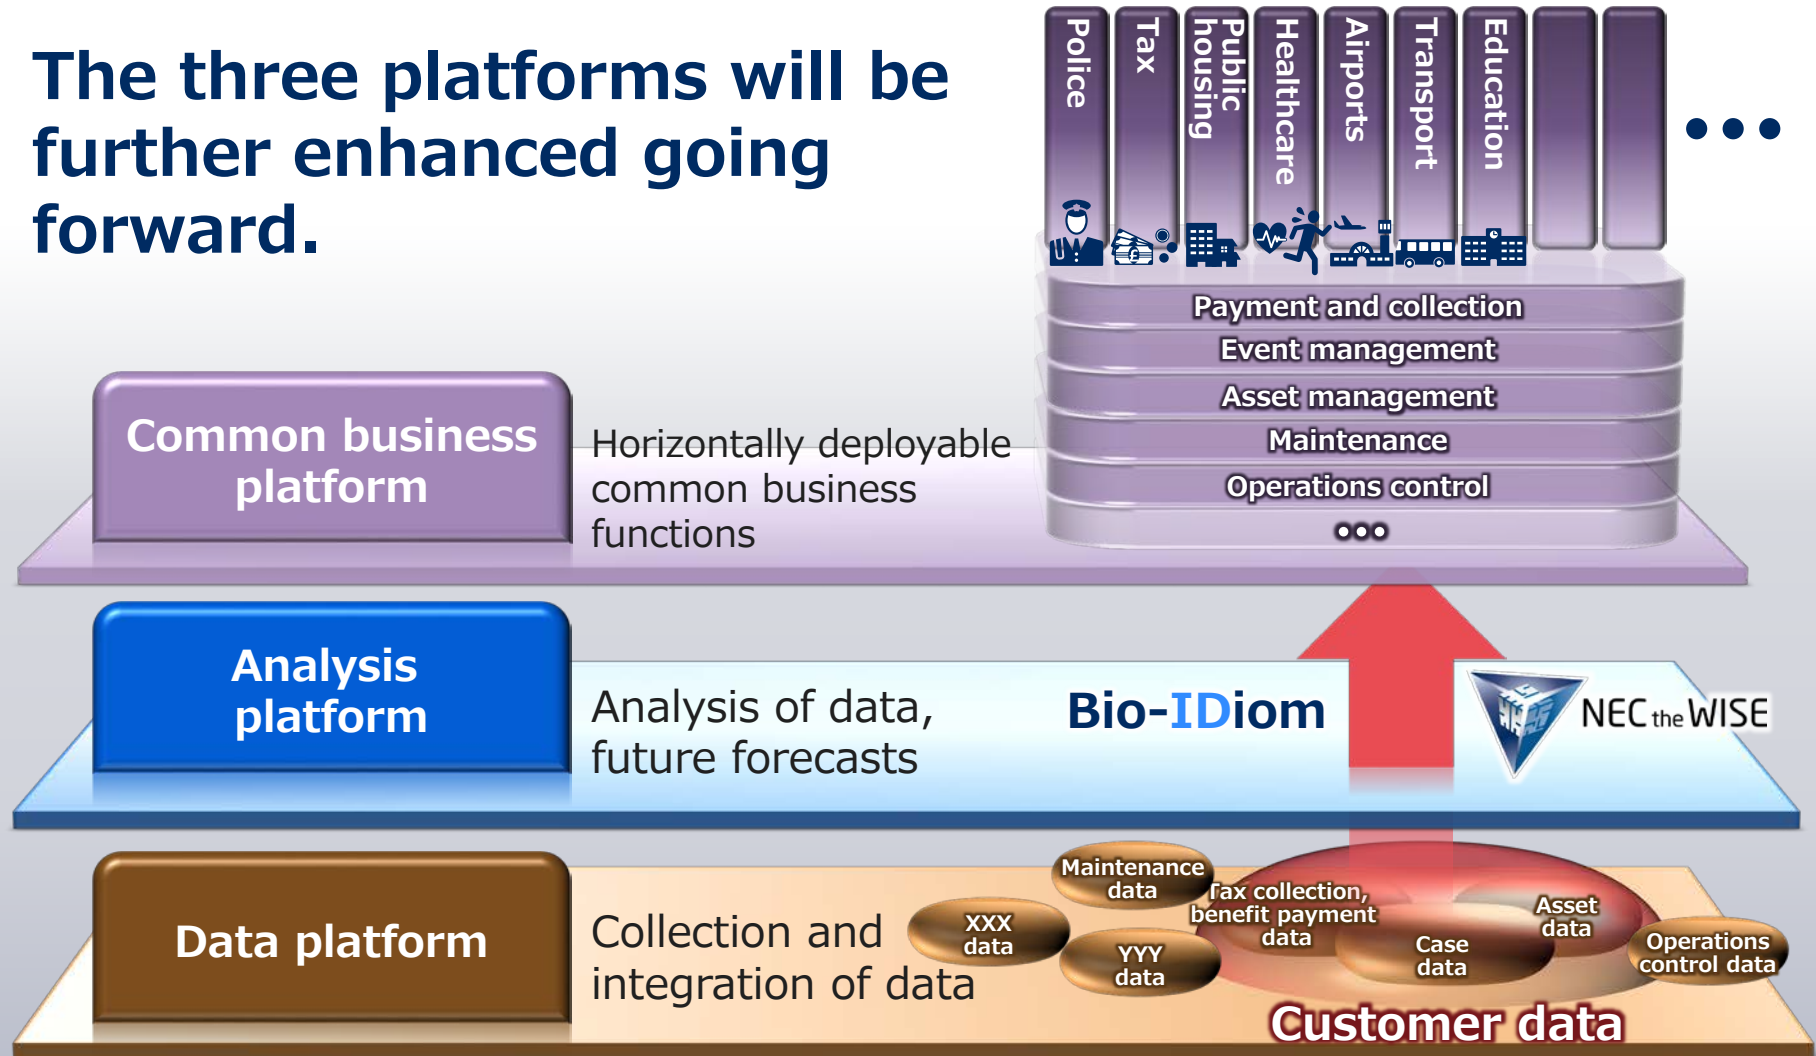 The three platforms will be
further enhanced going
forward.
Police
Tax
Public
housing
Healthcare
Airports
Transport
Education
•••
Payment and collection
Event management
Asset management
Maintenance
Operations control
•••
Common business
platform
Horizontally deployable
common business
functions
Analysis
platform
Analysis of data,
future forecasts
Bio-IDiom
NEC the WISE
Data platform
Collection and
integration of data
XXX
data
Maintenance
data
YYY
data
Tax collection,
benefit payment
data
Case
data
Asset
data
Operations
control data
Customer data